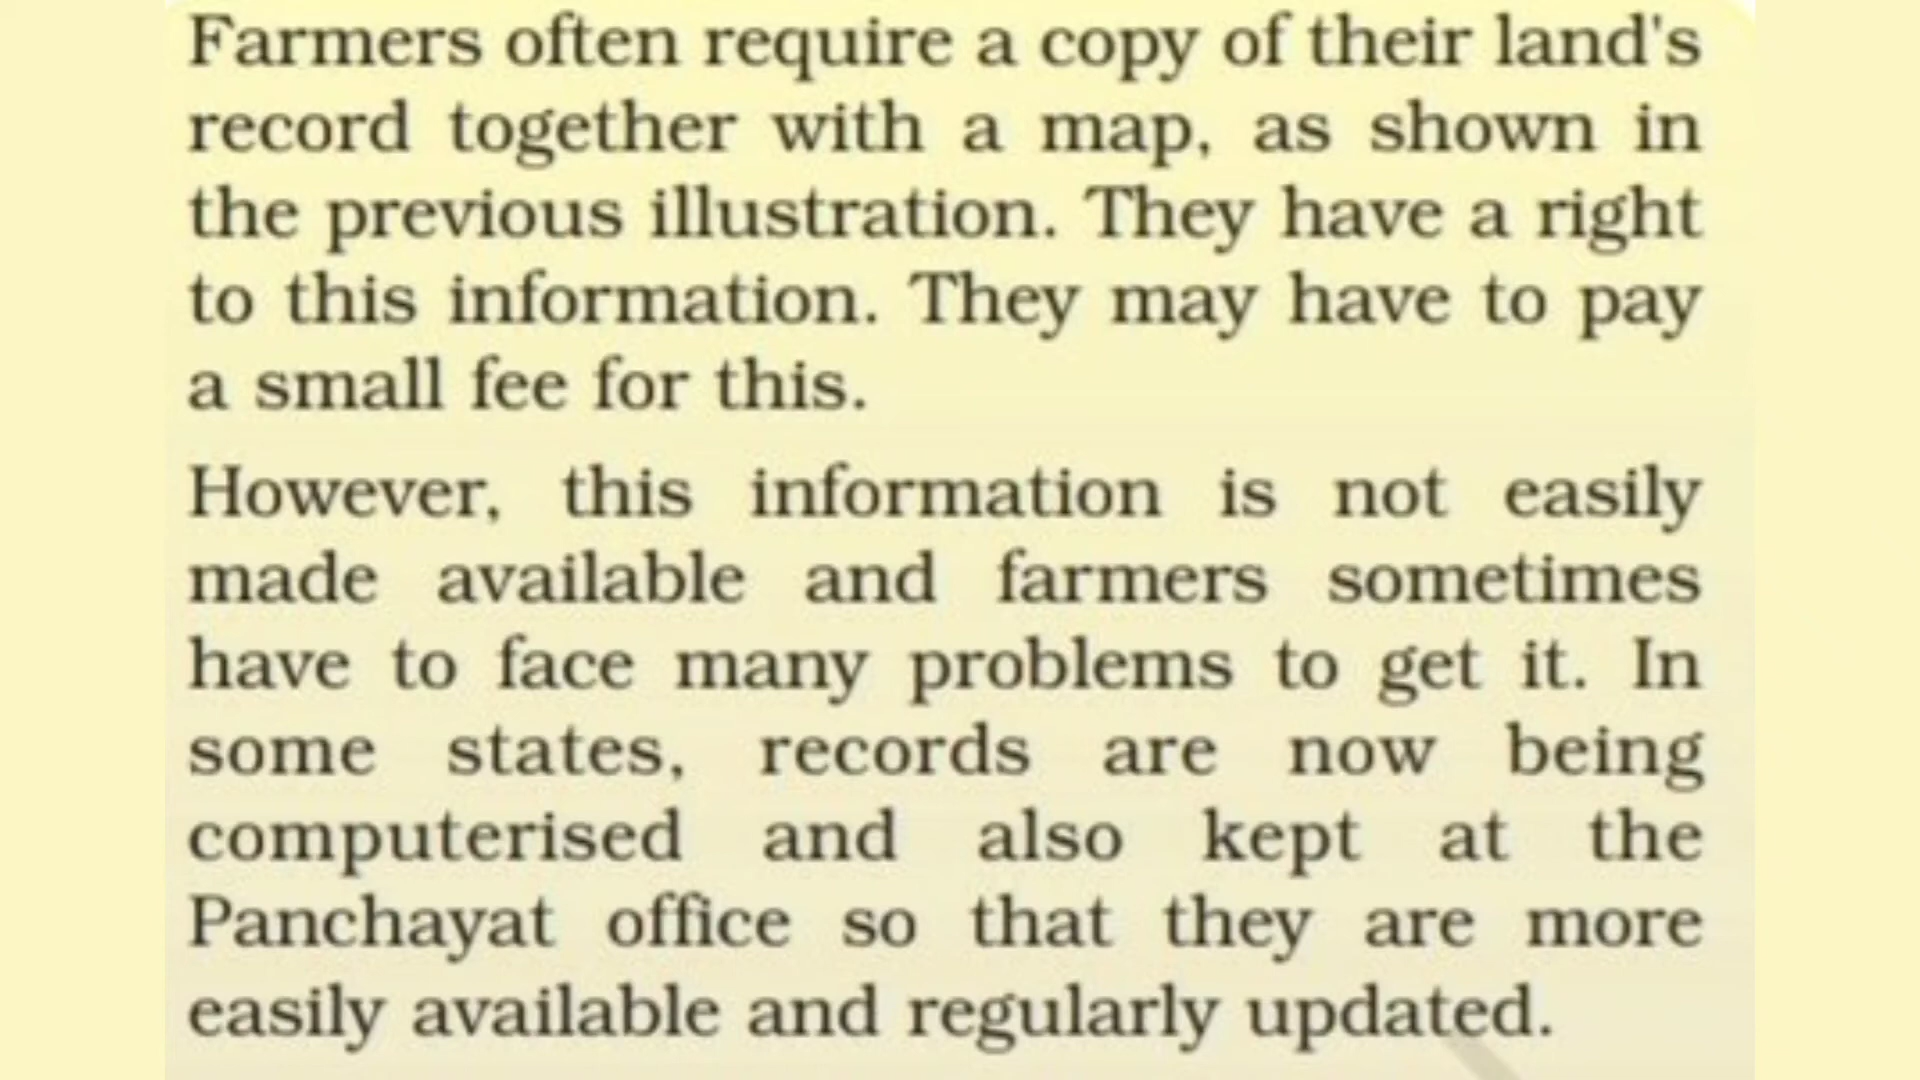 Farmers often require a copy of their land's
record together with a map, as shown in
the previous illustration. They have a right
to this information. They may have to pay
a small fee for this.
However, this information is not easily
made available and farmers sometimes
have to face many problems to get it. In
some states, records are now being
computerised and also kept at the
Panchayat office so that they are more
easily available and regularly updated.